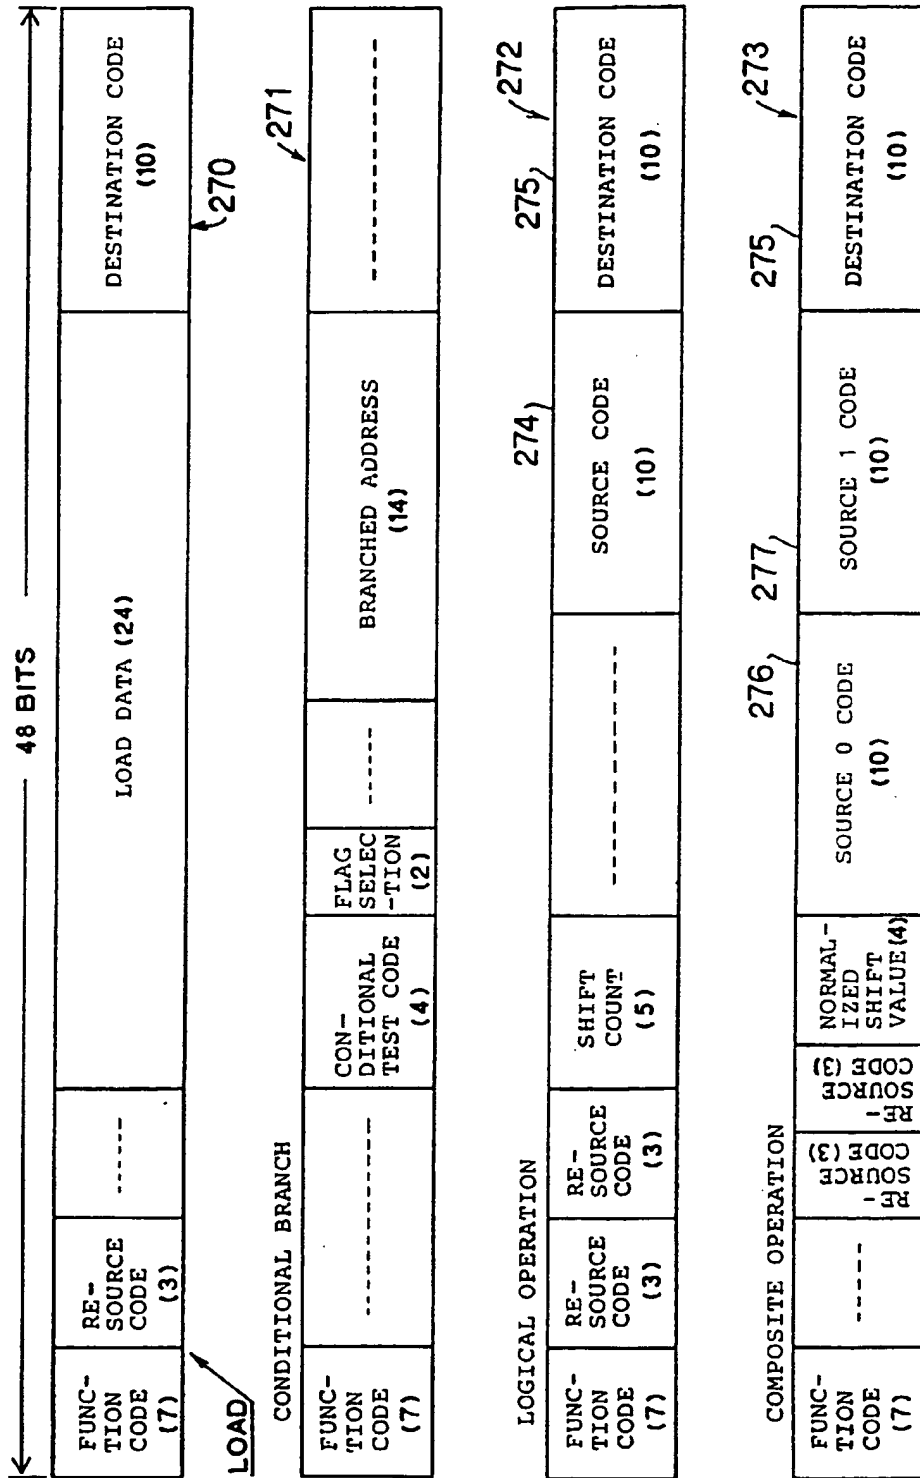 48 BITS
FUNC-
TION
CODE
(7)
RE-
SOURCE
CODE
(3)
------
LOAD DATA (24)
DESTINATION CODE
(10)
LOAD
270
CONDITIONAL BRANCH
271
FUNC-
TION
CODE
(7)
------------
CON-
DITIONAL
TEST CODE
(4)
FLAG
SELEC
-TION
(2)
------
BRANCHED ADDRESS
(14)
----------------
LOGICAL OPERATION
274
275
272
FUNC-
TION
CODE
(7)
RE-
SOURCE
CODE
(3)
RE-
SOURCE
CODE
(3)
SHIFT
COUNT
(5)
------------
SOURCE CODE
(10)
DESTINATION CODE
(10)
COMPOSITE OPERATION
276
277
275
273
FUNC-
TION
CODE
(7)
-----
RE-
SOURCE
CODE (3)
RE-
SOURCE
CODE (3)
NORMAL-
IZED
SHIFT
VALUE(4)
SOURCE 0 CODE
(10)
SOURCE 1 CODE
(10)
DESTINATION CODE
(10)